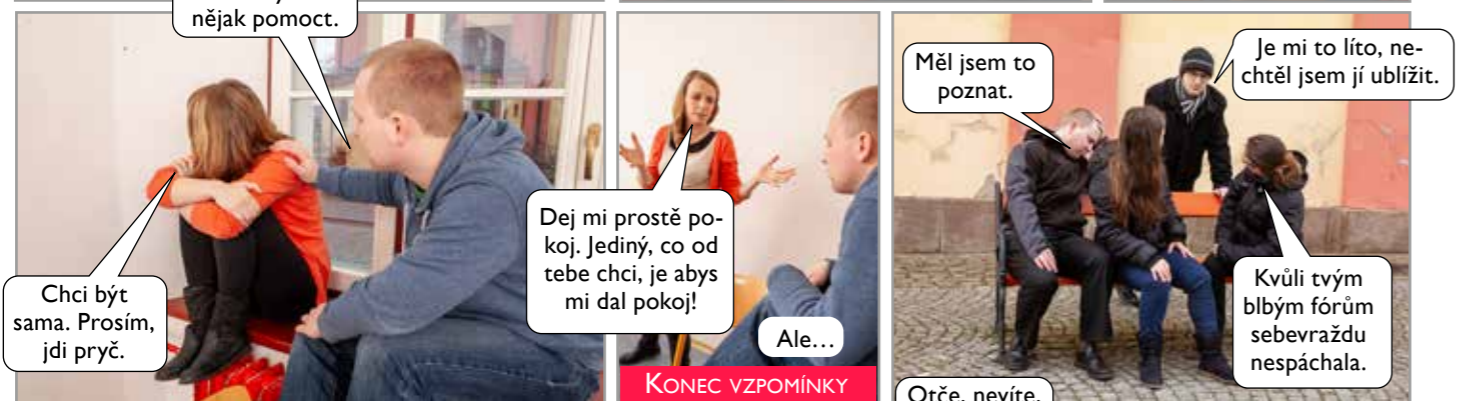 nějak pomoct.
Chci být
sama. Prosím,
jdi pryč.
Dej mi prostě po-
koj. Jediný, co od
tebe chci, je abys
mi dal pokoj!
Ale…
KONEC VZPOMÍNKY
Měl jsem to
poznat.
Je mi to líto, ne-
chtěl jsem jí ublížit.
Kvůli tvým
blbým fórům
sebevraždu
nespáchala.
Otče, nevíte,